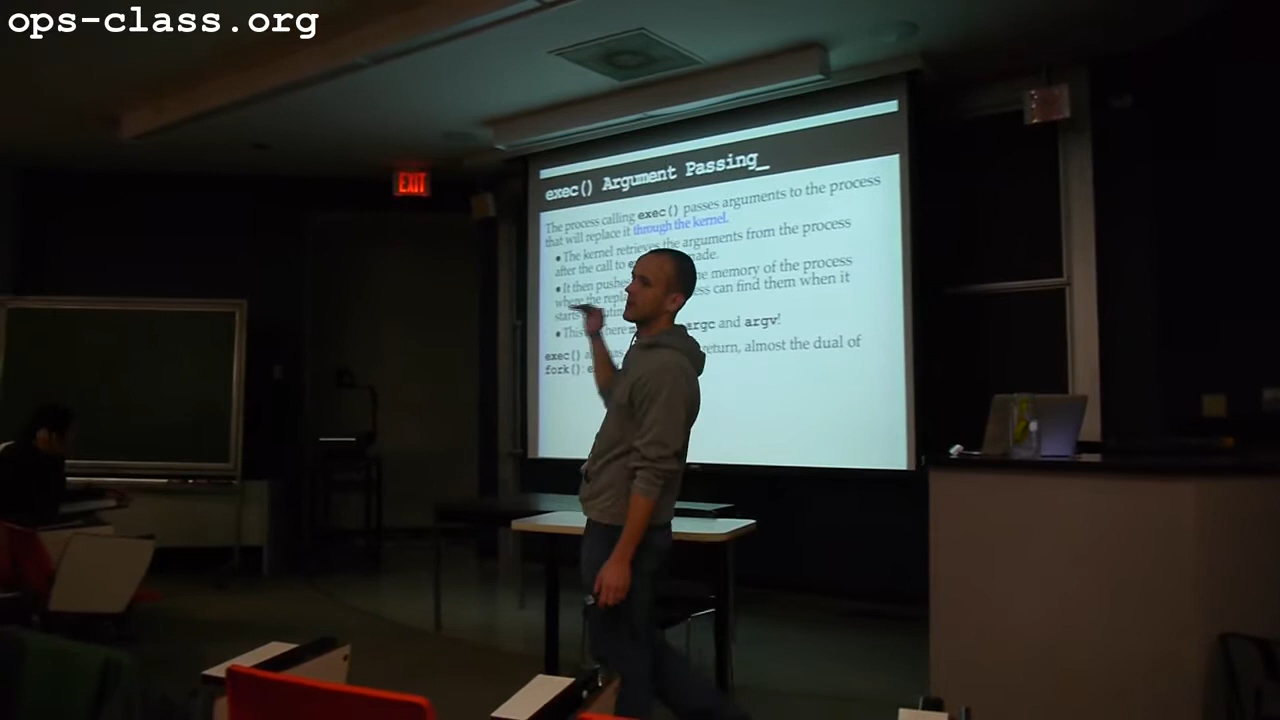 ops-class.org
EXIT
exec() Argument Passing_
The process calling exec() passes arguments to the process
that will replace it through the kernel.
• The kernel retrieves the arguments from the process
after the call to made.
• It then pushes memory of the process
where the can find them when it
starts
• This here argc and argv!
exec() return, almost the dual of
fork():